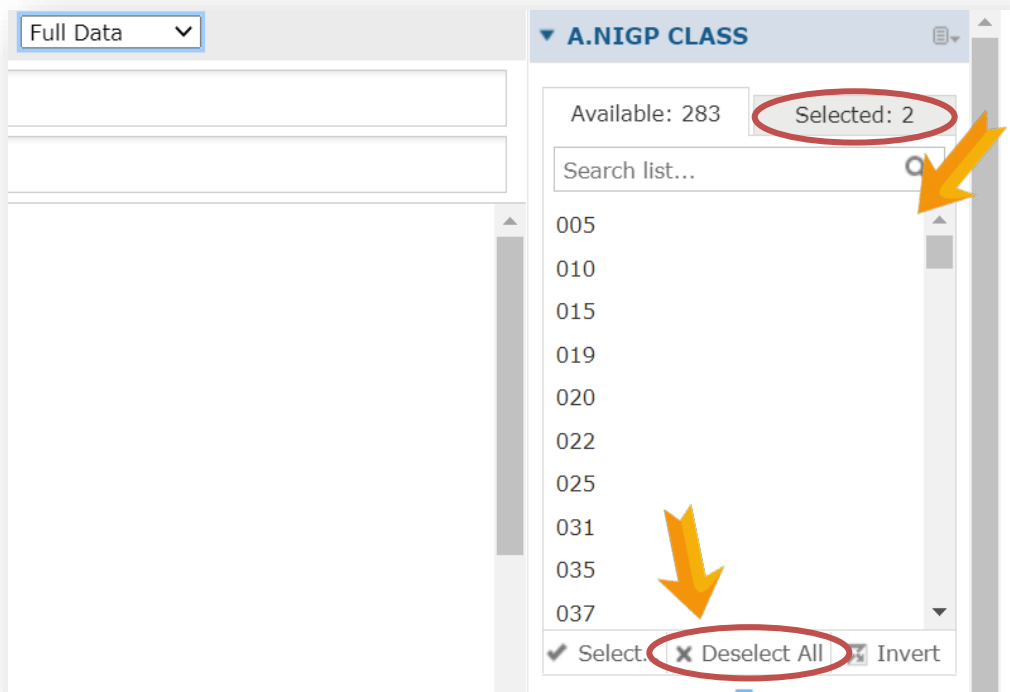 Full Data
A.NIGP CLASS
Available: 283 Selected: 2
Search list...
005
010
015
019
020
022
025
031
035
037
Select. Deselect All Invert